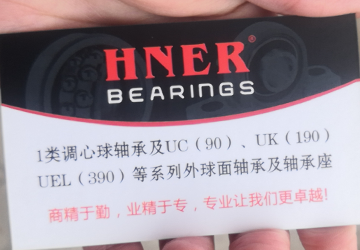 HNER®
BEARINGS
1类调心球轴承及UC（90）、UK（190）
UEL（390）等系列外球面轴承及轴承座
商精于勤，业精于专，专业让我们更卓越!